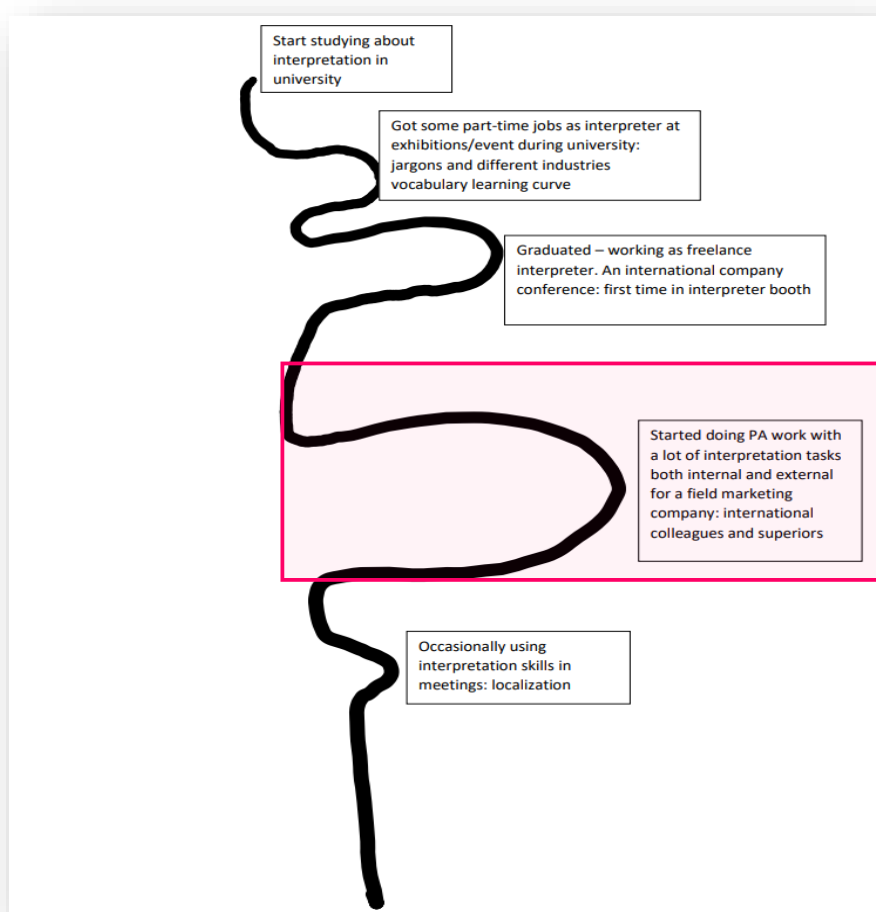 Start studying about
interpretation in
university
Got some part-time jobs as interpreter at
exhibitions/event during university:
jargons and different industries
vocabulary learning curve
Graduated – working as freelance
interpreter. An international company
conference: first time in interpreter booth
Started doing PA work with
a lot of interpretation tasks
both internal and external
for a field marketing
company: international
colleagues and superiors
Occasionally using
interpretation skills in
meetings: localization